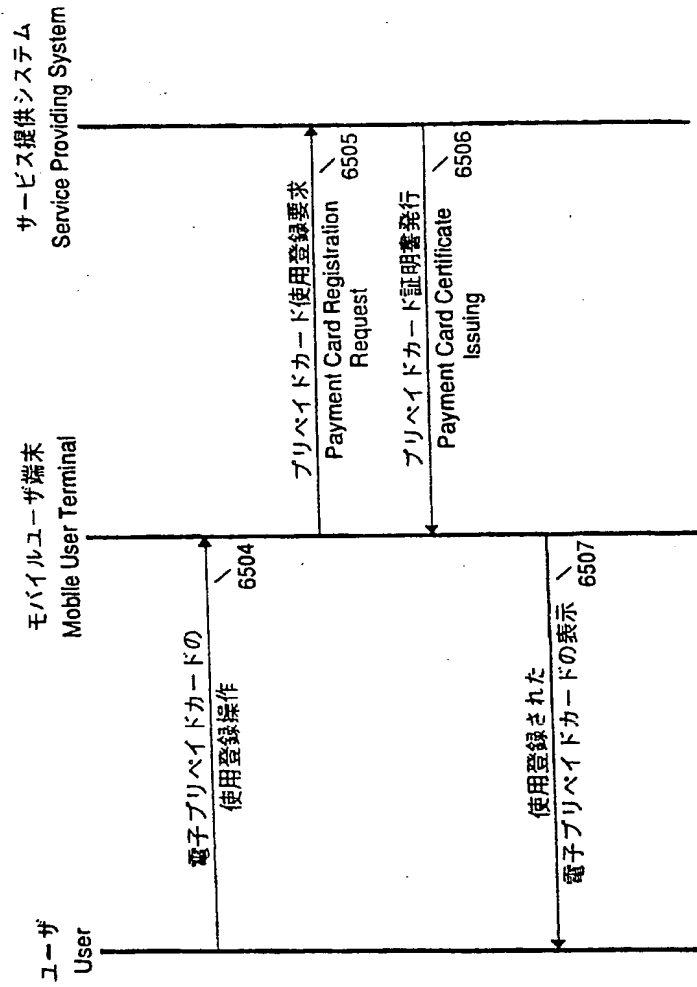 ユーザ
User
モバイルユーザ端末
Mobile User Terminal
サービス提供システム
Service Providing System
電子プリペイドカードの
使用登録操作
6504
プリペイドカード使用登録要求
6505
Payment Card Registration
Request
プリペイドカード証明書発行
6506
Payment Card Certificate
Issuing
使用登録された
電子プリペイドカードの表示
6507